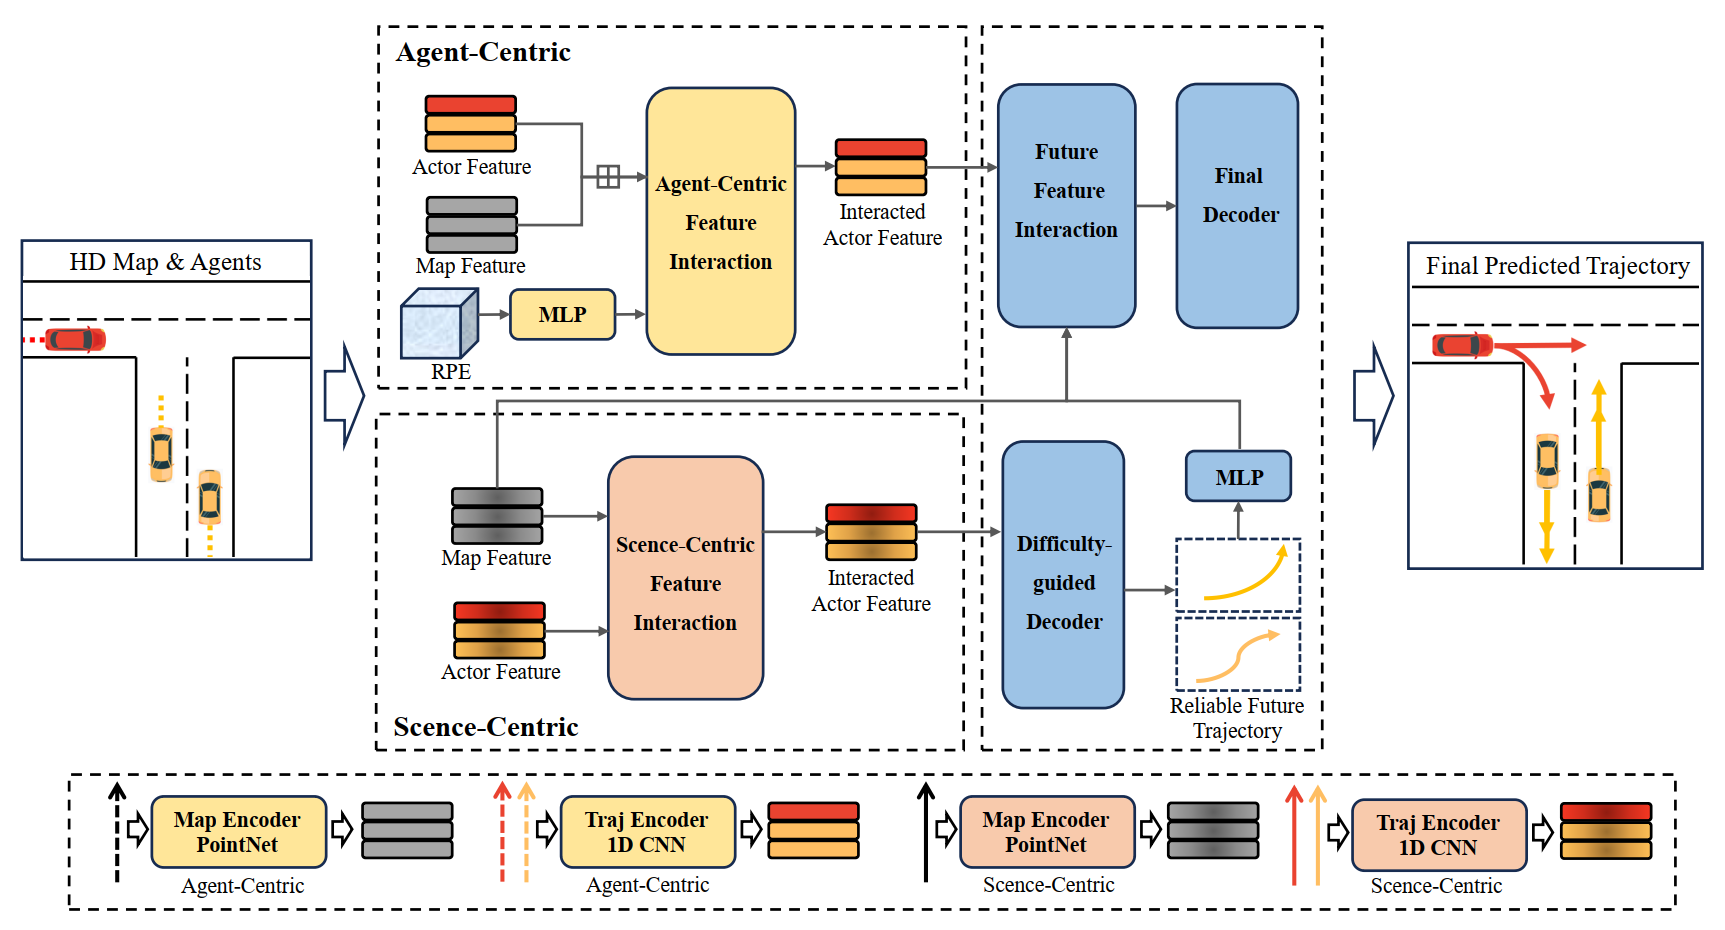 Agent-Centric
Actor Feature
Map Feature
RPE
MLP
Agent-Centric
Feature
Interaction
Interacted
Actor Feature
Future
Feature
Interaction
Final
Decoder
HD Map & Agents
Final Predicted Trajectory
Map Feature
Actor Feature
Scence-Centric
Feature
Interaction
Interacted
Actor Feature
Scence-Centric
Difficulty-
guided
Decoder
MLP
Reliable Future
Trajectory
Map Encoder
PointNet
Agent-Centric
Traj Encoder
1D CNN
Agent-Centric
Map Encoder
PointNet
Scence-Centric
Traj Encoder
1D CNN
Scence-Centric